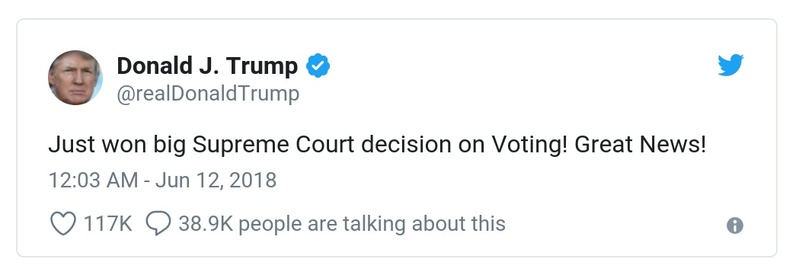 Donald J. Trump
@realDonaldTrump
Just won big Supreme Court decision on Voting! Great News!
12:03 AM - Jun 12, 2018
117K 38.9K people are talking about this